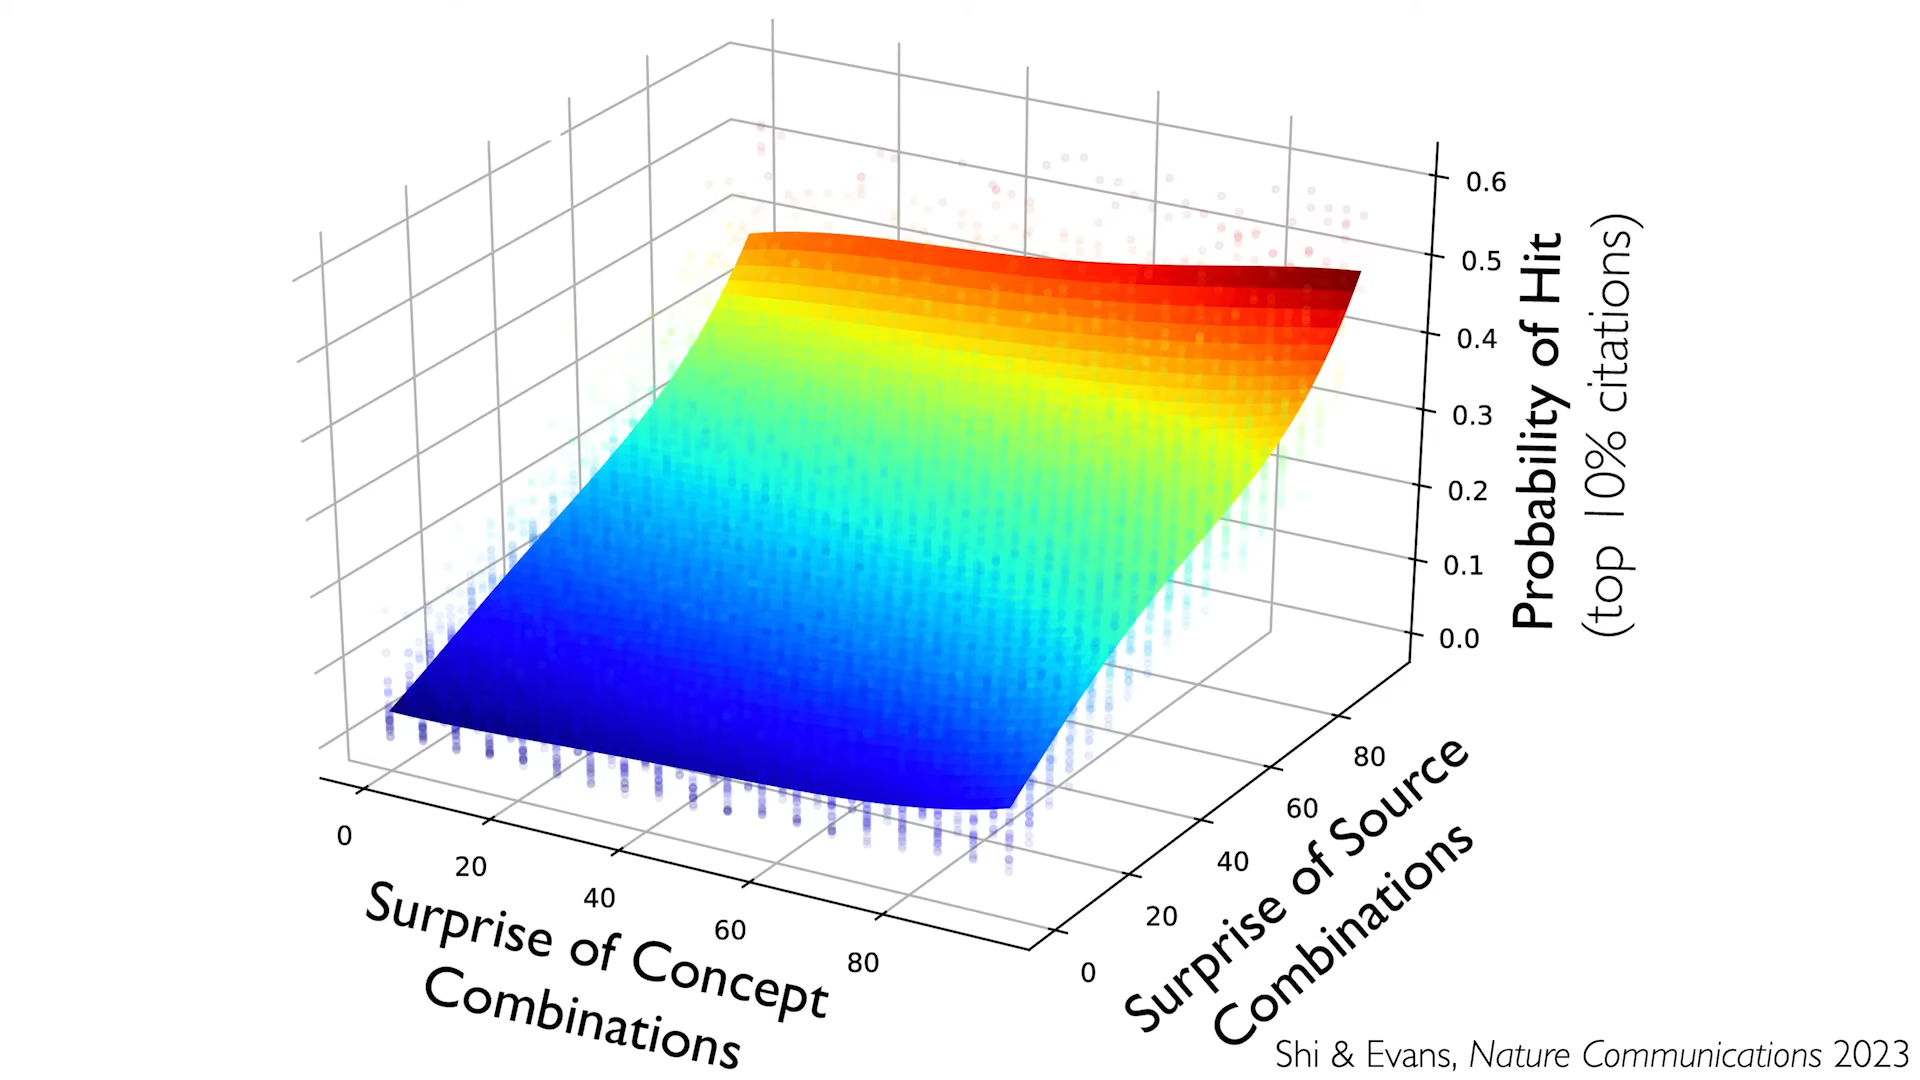 0.6
0.5
0.4
0.3
0.2
0.1
0.0
Probability of Hit
(top 10% citations)
0
20
40
60
80
Surprise of Concept
Combinations
0
20
40
60
80
Surprise of Source
Combinations
Shi & Evans, Nature Communications 2023